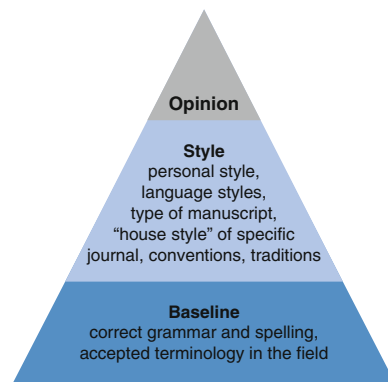 Opinion
Style
personal style,
language styles,
type of manuscript,
“house style” of specific
journal, conventions, traditions
Baseline
correct grammar and spelling,
accepted terminology in the field